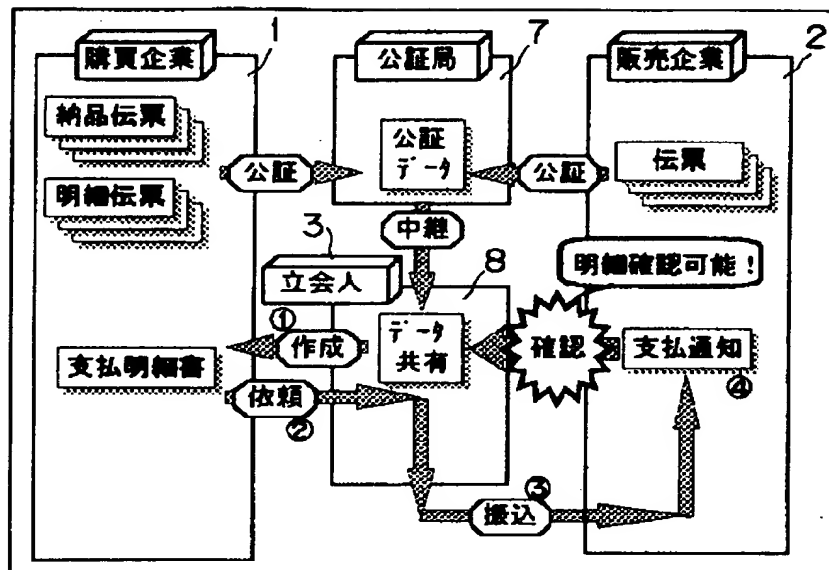 購買企業
1
公証局
7
販売企業
2
納品伝票
公証
データ
伝票
公証
公証
明細伝票
中継
3
立会人
8
明細確認可能!
①
作成
データ
共有
確認
支払通知
④
支払明細書
依頼
②
③
振込